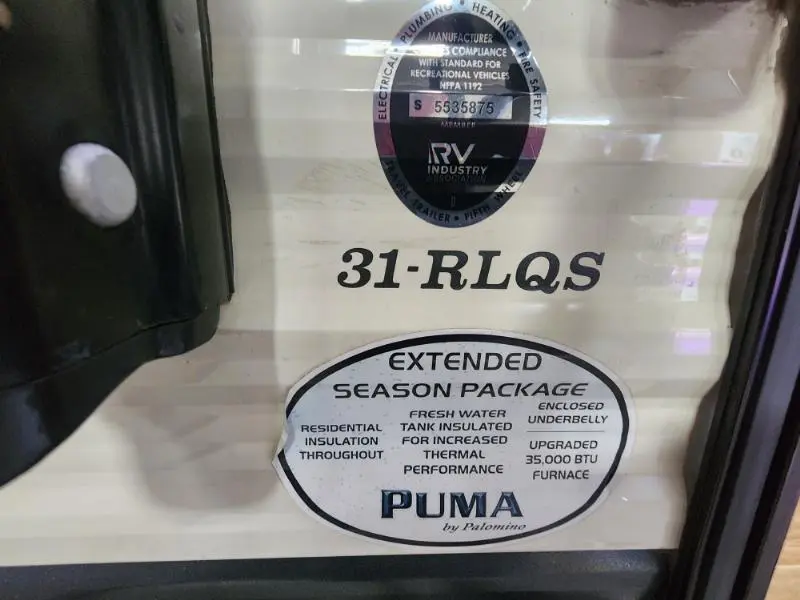 ELECTRICAL • PLUMBING • HEATING • FIRE SAFETY
MANUFACTURER
COMPLIANCE
WITH STANDARD FOR
RECREATIONAL VEHICLES
NFPA 1192
S 5535875
MEMBER
RV
INDUSTRY
ASSOCIATION
TRAVEL TRAILER • FIFTH WHEEL
31-RLQS
EXTENDED
SEASON PACKAGE
RESIDENTIAL
INSULATION
THROUGHOUT
FRESH WATER
TANK INSULATED
FOR INCREASED
THERMAL
PERFORMANCE
ENCLOSED
UNDERBELLY
UPGRADED
35,000 BTU
FURNACE
PUMA
by Palomino